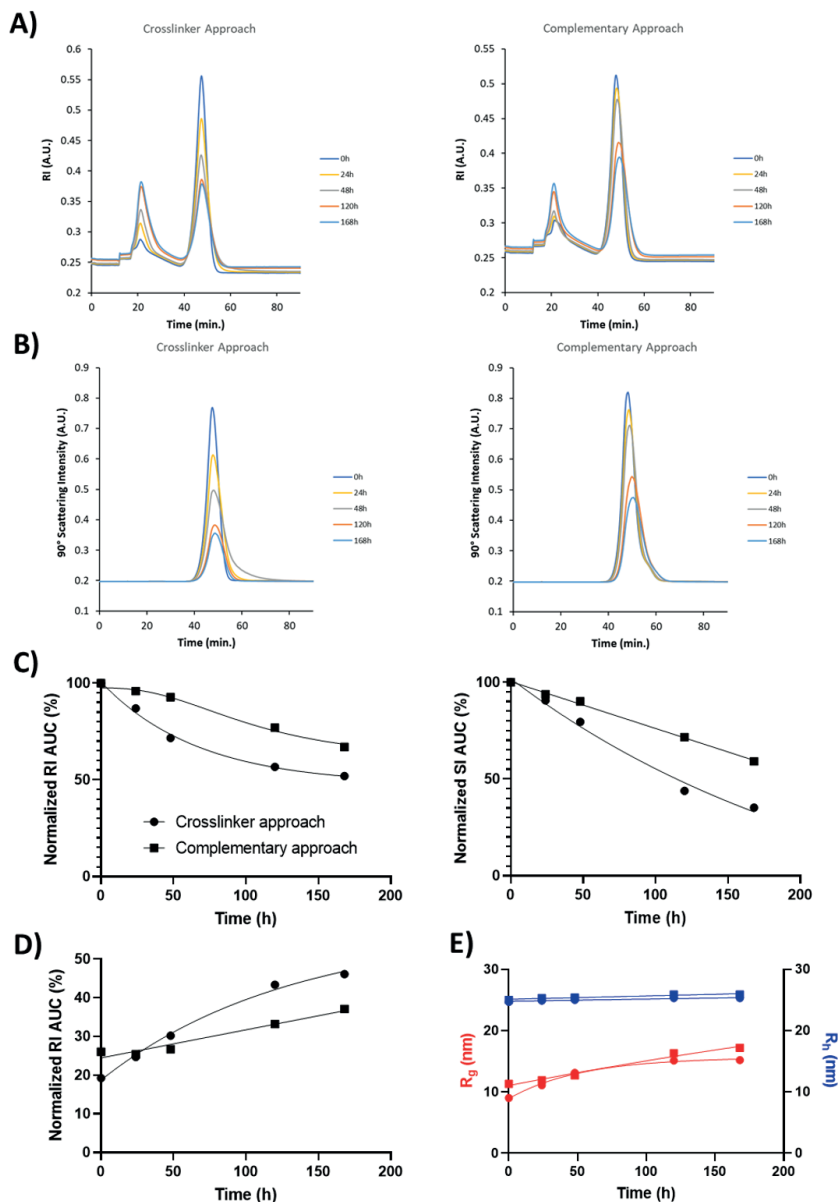 A)
Crosslinker Approach
RI (A.U.)
0.6
0.55
0.5
0.45
0.4
0.35
0.3
0.25
0.2
0 20 40 60 80
Time (min.)
0h
24h
48h
120h
168h
Complementary Approach
RI (A.U.)
0.55
0.5
0.45
0.4
0.35
0.3
0.25
0.2
0 20 40 60 80
Time (min.)
0h
24h
48h
120h
168h
B)
Crosslinker Approach
90° Scattering Intensity (A.U.)
0.9
0.8
0.7
0.6
0.5
0.4
0.3
0.2
0.1
0 20 40 60 80
Time (min.)
0h
24h
48h
120h
168h
Complementary Approach
90° Scattering Intensity (A.U.)
0.9
0.8
0.7
0.6
0.5
0.4
0.3
0.2
0.1
0 20 40 60 80
Time (min.)
0h
24h
48h
120h
168h
C)
Normalized RI AUC (%)
100
50
0
Crosslinker approach
Complementary approach
0 50 100 150 200
Time (h)
Normalized SI AUC (%)
100
50
0
0 50 100 150 200
Time (h)
D)
Normalized RI AUC (%)
50
40
30
20
10
0
0 50 100 150 200
Time (h)
E)
Rg (nm)
30
20
10
0
0 50 100 150 200
Time (h)
30
20
10
0
Rh (nm)